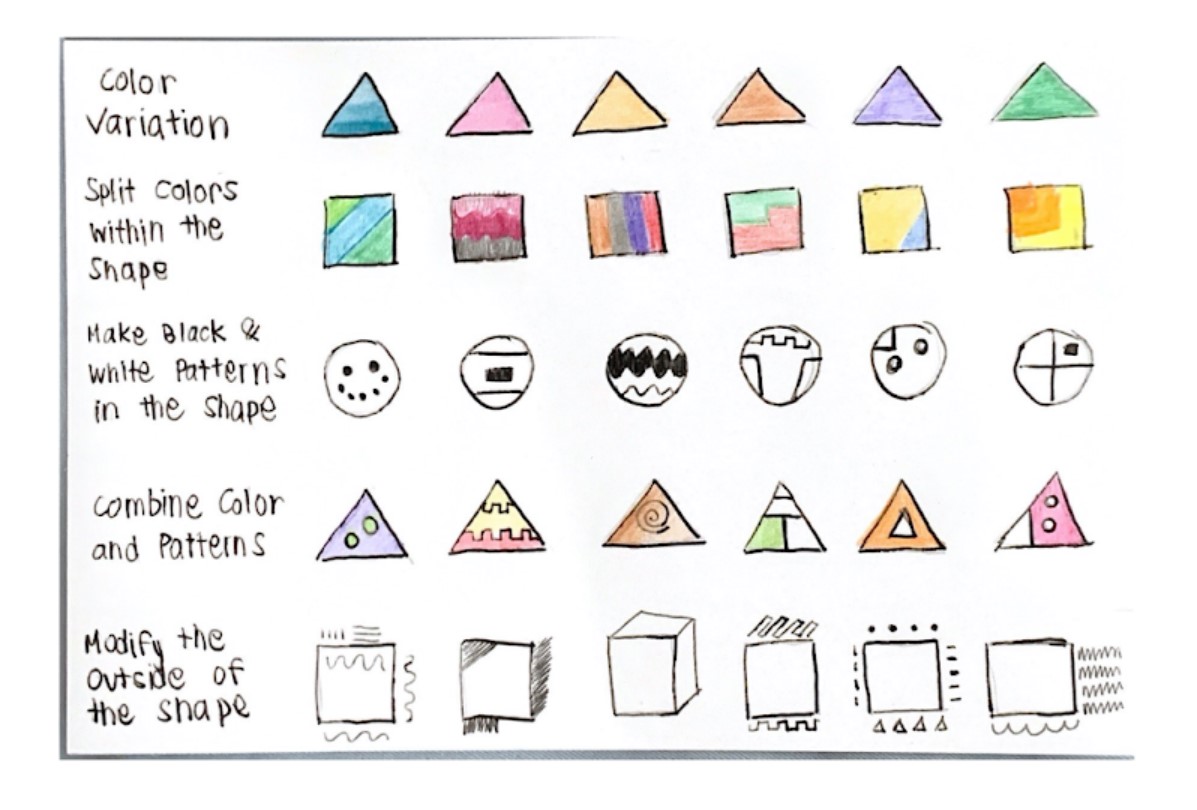 Color
Variation
Split Colors
within the
Shape
Make Black &
white Patterns
in the shape
Combine Color
and Patterns
Modify the
outside of
the shape